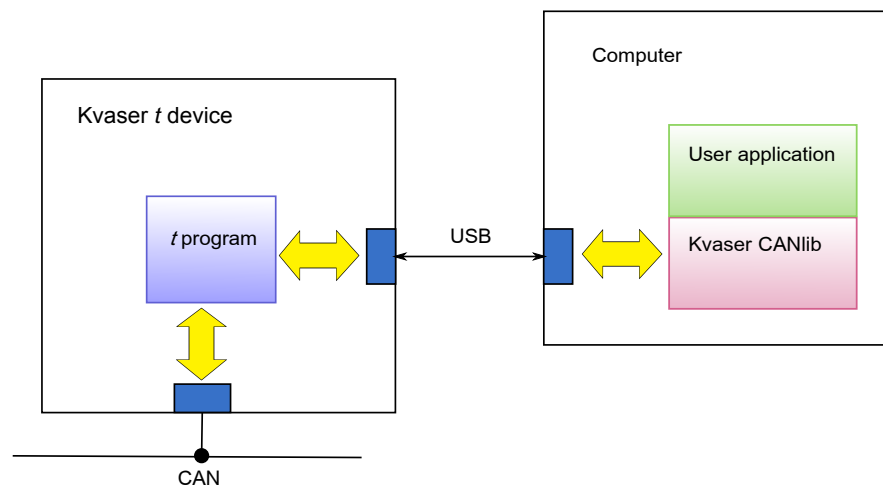 Computer
Kvaser t device
User application
t program
USB
Kvaser CANlib
CAN